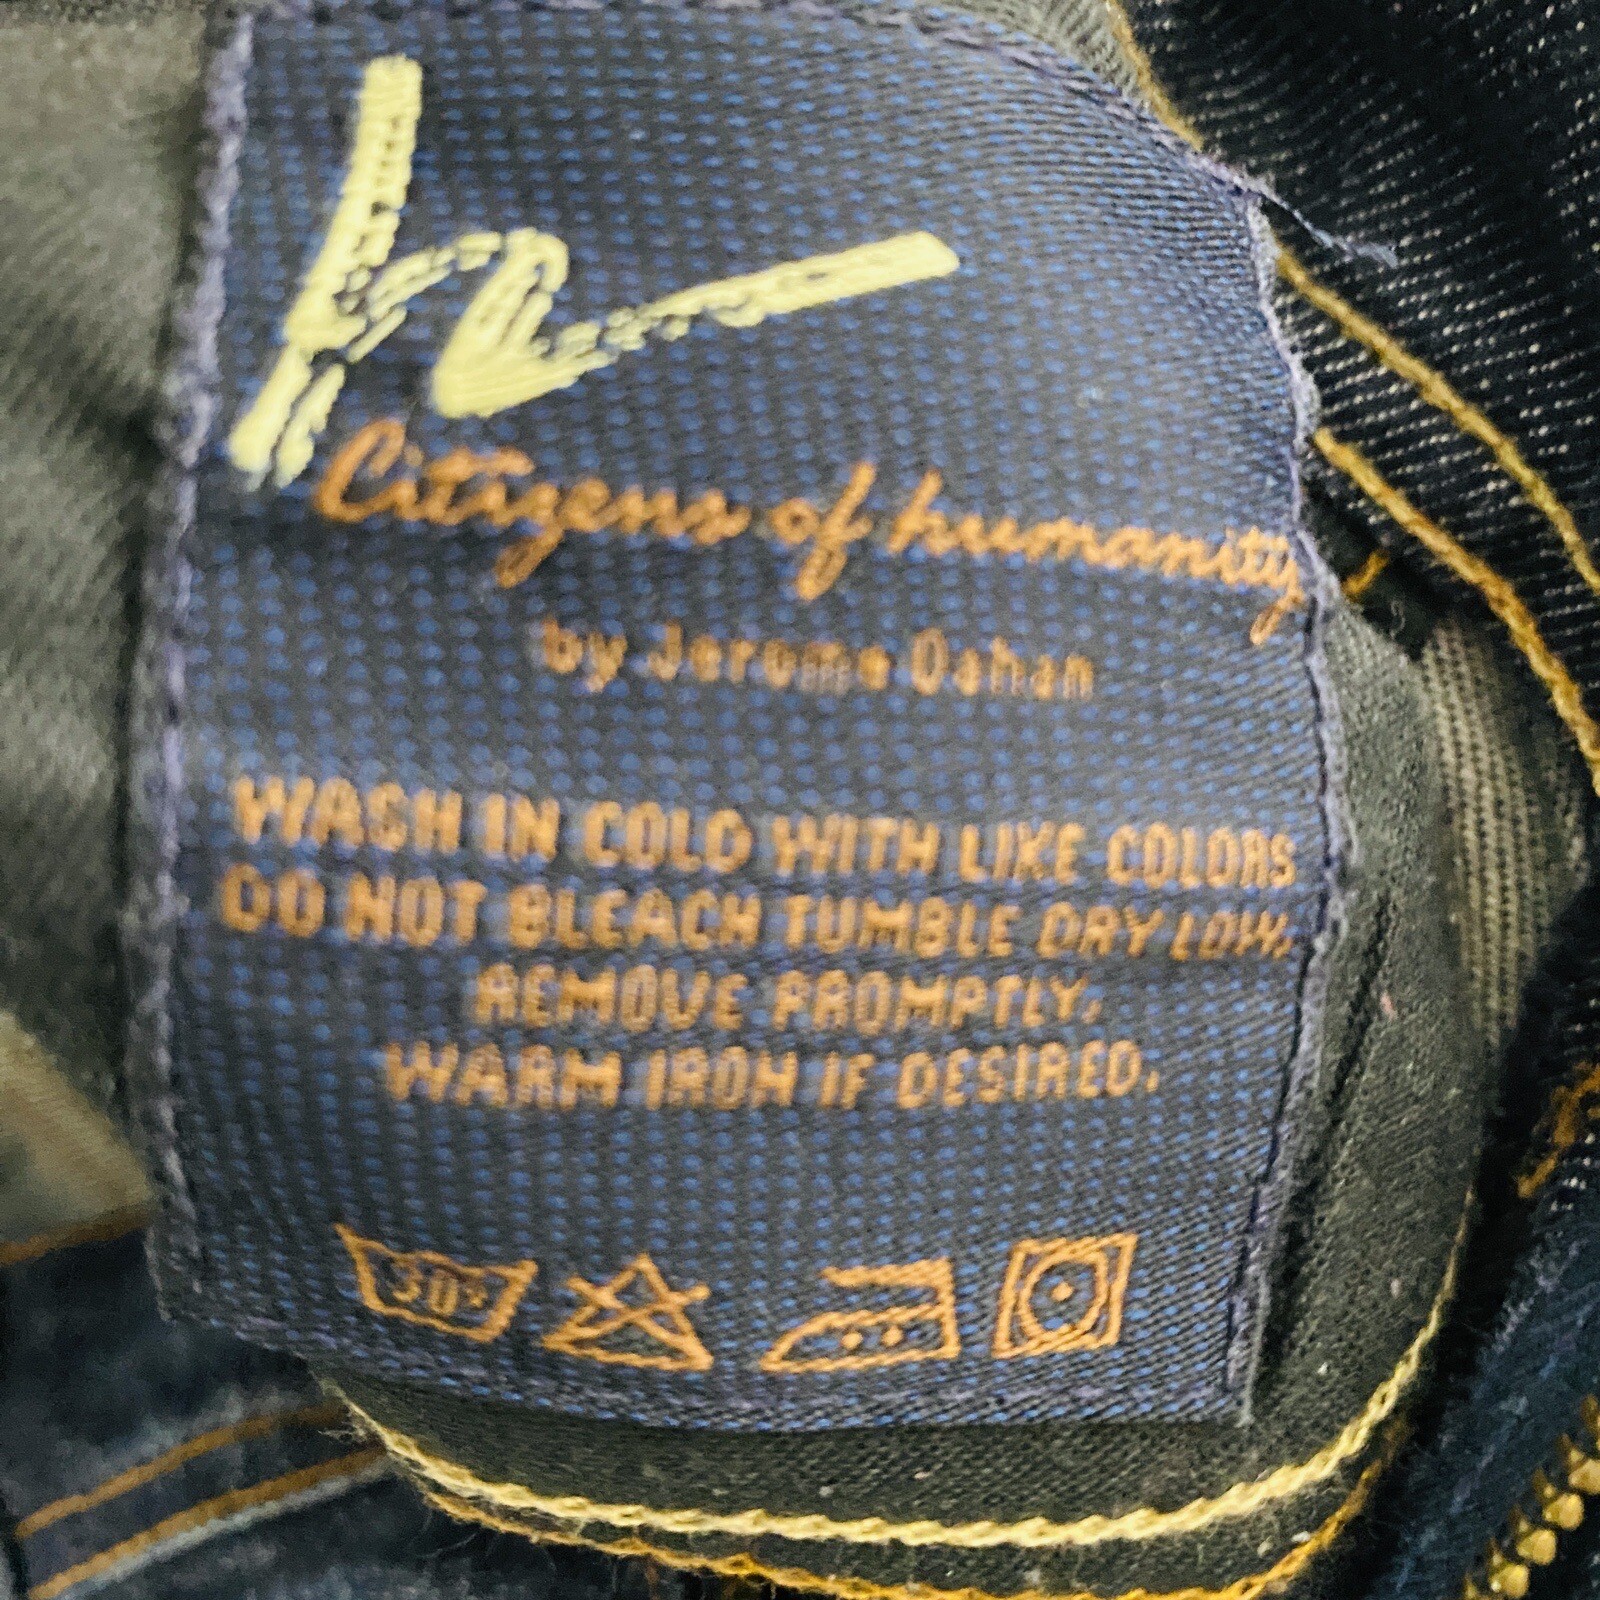 Citizens of humanity
by Jerome Dahan
WASH IN COLD WITH LIKE COLORS
DO NOT BLEACH TUMBLE DRY LOW,
REMOVE PROMPTLY,
WARM IRON IF DESIRED.
30°